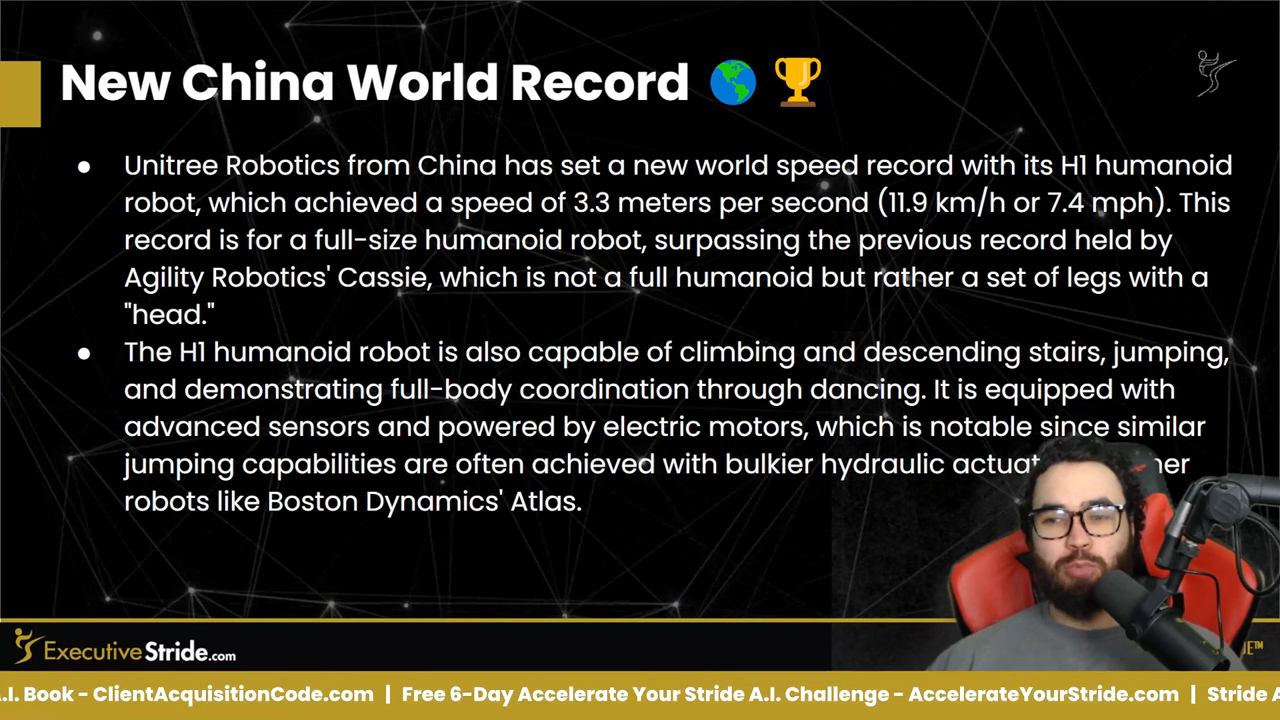 New China World Record
● Unitree Robotics from China has set a new world speed record with its H1 humanoid
robot, which achieved a speed of 3.3 meters per second (11.9 km/h or 7.4 mph). This
record is for a full-size humanoid robot, surpassing the previous record held by
Agility Robotics' Cassie, which is not a full humanoid but rather a set of legs with a
"head."
● The H1 humanoid robot is also capable of climbing and descending stairs, jumping,
and demonstrating full-body coordination through dancing. It is equipped with
advanced sensors and powered by electric motors, which is notable since similar
jumping capabilities are often achieved with bulkier hydraulic
robots like Boston Dynamics' Atlas.
ExecutiveStride.com
A.I. Book - ClientAcquisitionCode.com | Free 6-Day Accelerate Your Stride A.I. Challenge - AccelerateYourStride.com | Stride